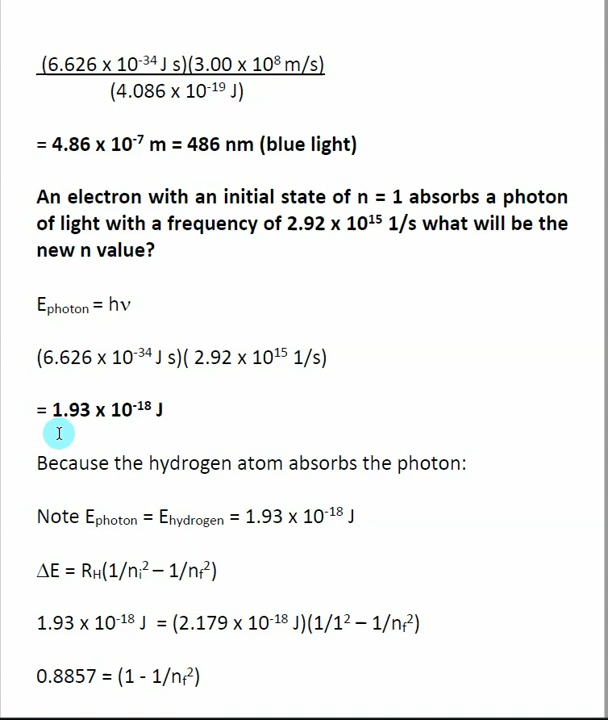 (6.626 x 10⁻³⁴ J s)(3.00 x 10⁸ m/s)
(4.086 x 10⁻¹⁹ J)
= 4.86 x 10⁻⁷ m = 486 nm (blue light)
An electron with an initial state of n = 1 absorbs a photon
of light with a frequency of 2.92 x 10¹⁵ 1/s what will be the
new n value?
Ephoton = hν
(6.626 x 10⁻³⁴ J s)( 2.92 x 10¹⁵ 1/s)
= 1.93 x 10⁻¹⁸ J
Because the hydrogen atom absorbs the photon:
Note Ephoton = Ehydrogen = 1.93 x 10⁻¹⁸ J
ΔE = RH(1/nᵢ² – 1/nf²)
1.93 x 10⁻¹⁸ J = (2.179 x 10⁻¹⁸ J)(1/1² – 1/nf²)
0.8857 = (1 - 1/nf²)